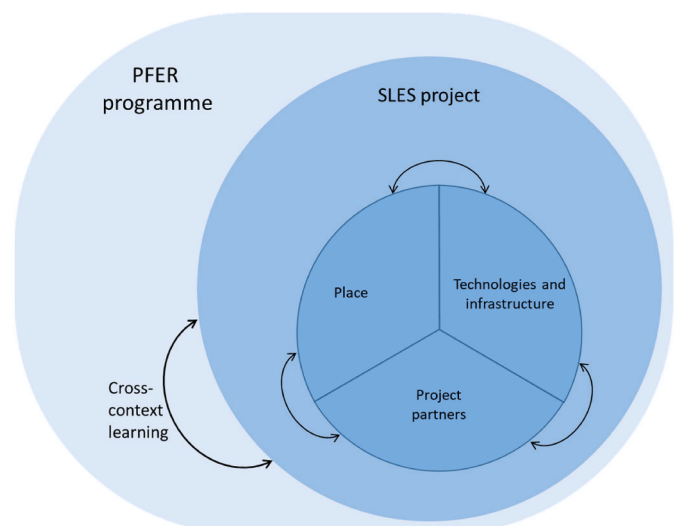 PFER
programme
SLES project
Place
Technologies and
infrastructure
Project
partners
Cross-
context
learning